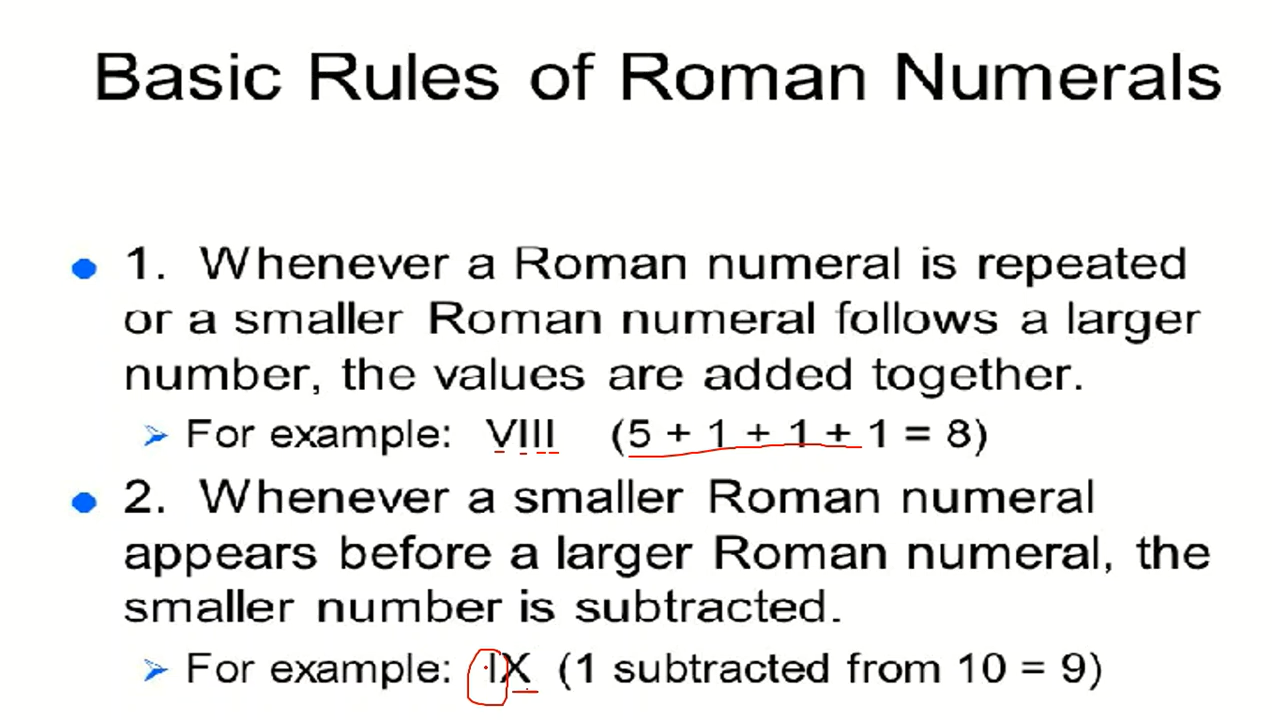 Basic Rules of Roman Numerals
● 1. Whenever a Roman numeral is repeated
or a smaller Roman numeral follows a larger
number, the values are added together.
➢ For example: VIII (5 + 1 + 1 + 1 = 8)
● 2. Whenever a smaller Roman numeral
appears before a larger Roman numeral, the
smaller number is subtracted.
➢ For example: IX (1 subtracted from 10 = 9)